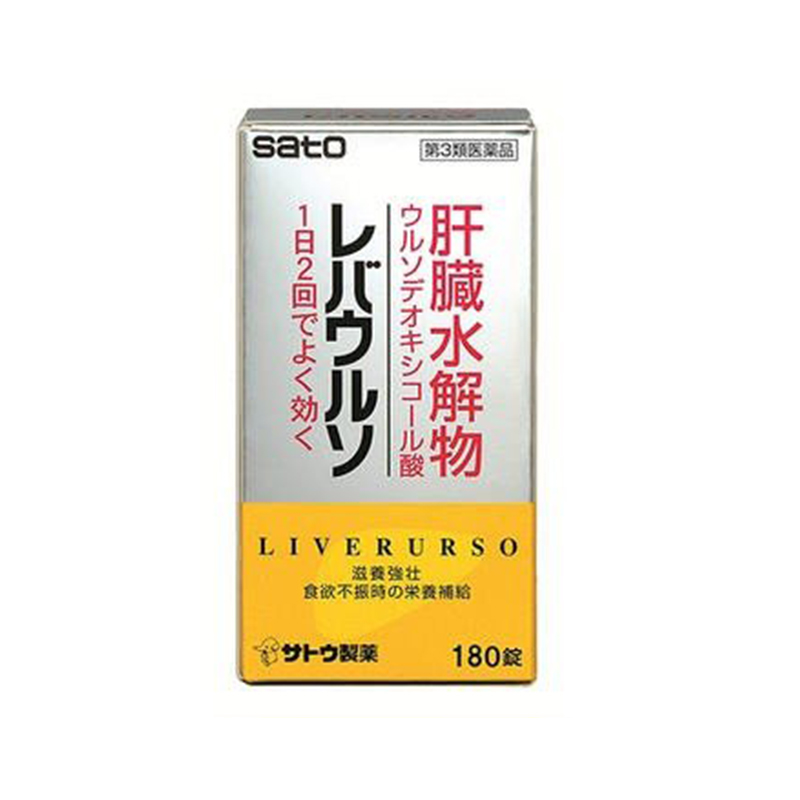 sato
第3類医薬品
肝臓水解物
ウルソデオキシコール酸
レバウルソ
1日2回でよく効く
LIVERURSO
滋養強壮
食欲不振時の栄養補給
サトウ製薬
180錠